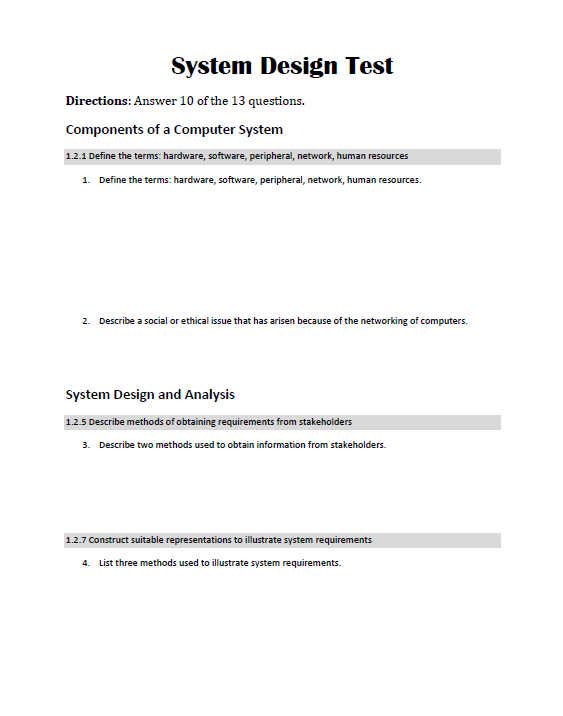 System Design Test
Directions: Answer 10 of the 13 questions.
Components of a Computer System
1.2.1 Define the terms: hardware, software, peripheral, network, human resources
1. Define the terms: hardware, software, peripheral, network, human resources.
2. Describe a social or ethical issue that has arisen because of the networking of computers.
System Design and Analysis
1.2.5 Describe methods of obtaining requirements from stakeholders
3. Describe two methods used to obtain information from stakeholders.
1.2.7 Construct suitable representations to illustrate system requirements
4. List three methods used to illustrate system requirements.